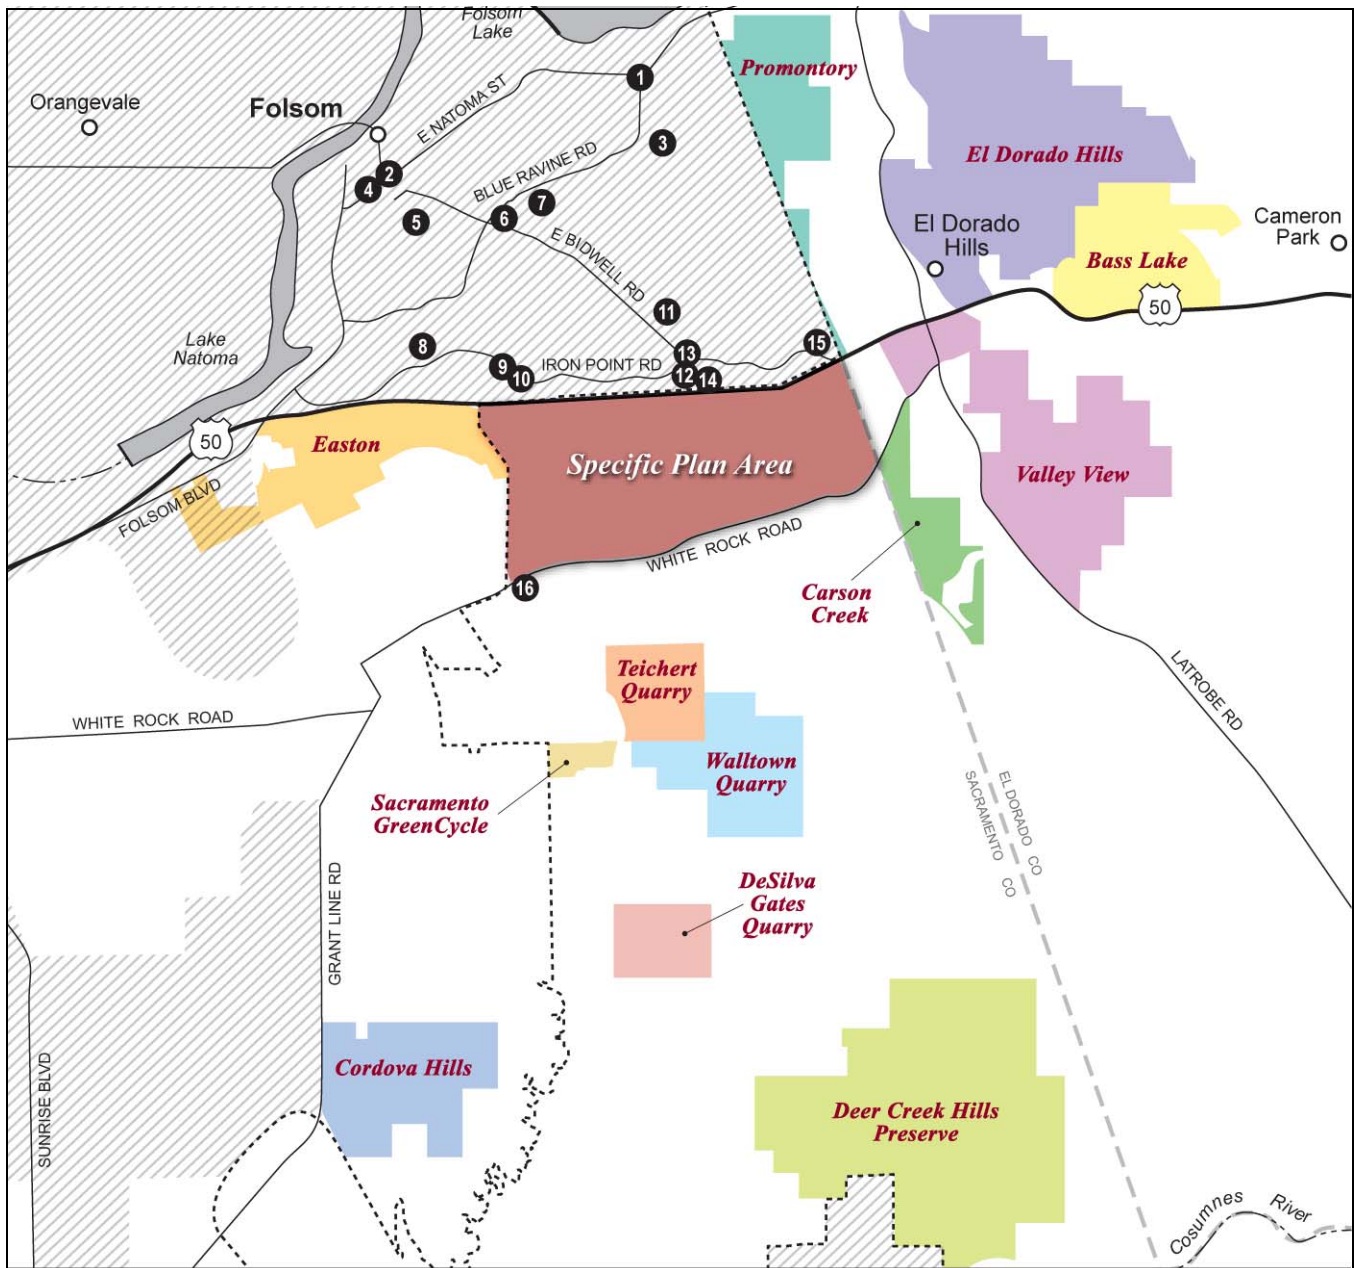 Folsom
Lake
1
Promontory
Orangevale
Folsom
E NATOMA ST
3
El Dorado Hills
BLUE RAVINE RD
2
4
7
6
5
El Dorado
Hills
Cameron
Park
E BIDWELL RD
Bass Lake
50
11
Lake
Natoma
8
13
15
IRON POINT RD
9
10
12
14
50
Easton
Specific Plan Area
Valley View
FOLSOM BLVD
WHITE ROCK ROAD
16
Carson
Creek
Teichert
Quarry
LATROBE RD
WHITE ROCK ROAD
Walltown
Quarry
Sacramento
GreenCycle
EL DORADO CO
SACRAMENTO CO
DeSilva
Gates
Quarry
GRANT LINE RD
Cordova Hills
SUNRISE BLVD
Deer Creek Hills
Preserve
Cosumnes River